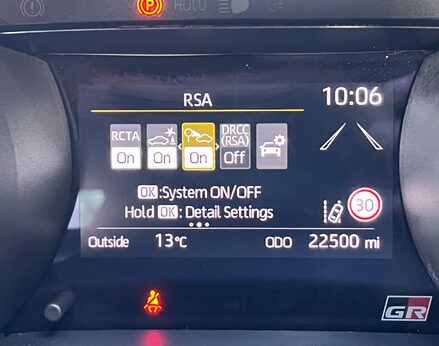 HOLD
RSA
10:06
RCTA
On
On
On
DRCC
(RSA)
Off
OK:System ON/OFF
Hold OK: Detail Settings
30
Outside 13°C ODO 22500 mi
GR